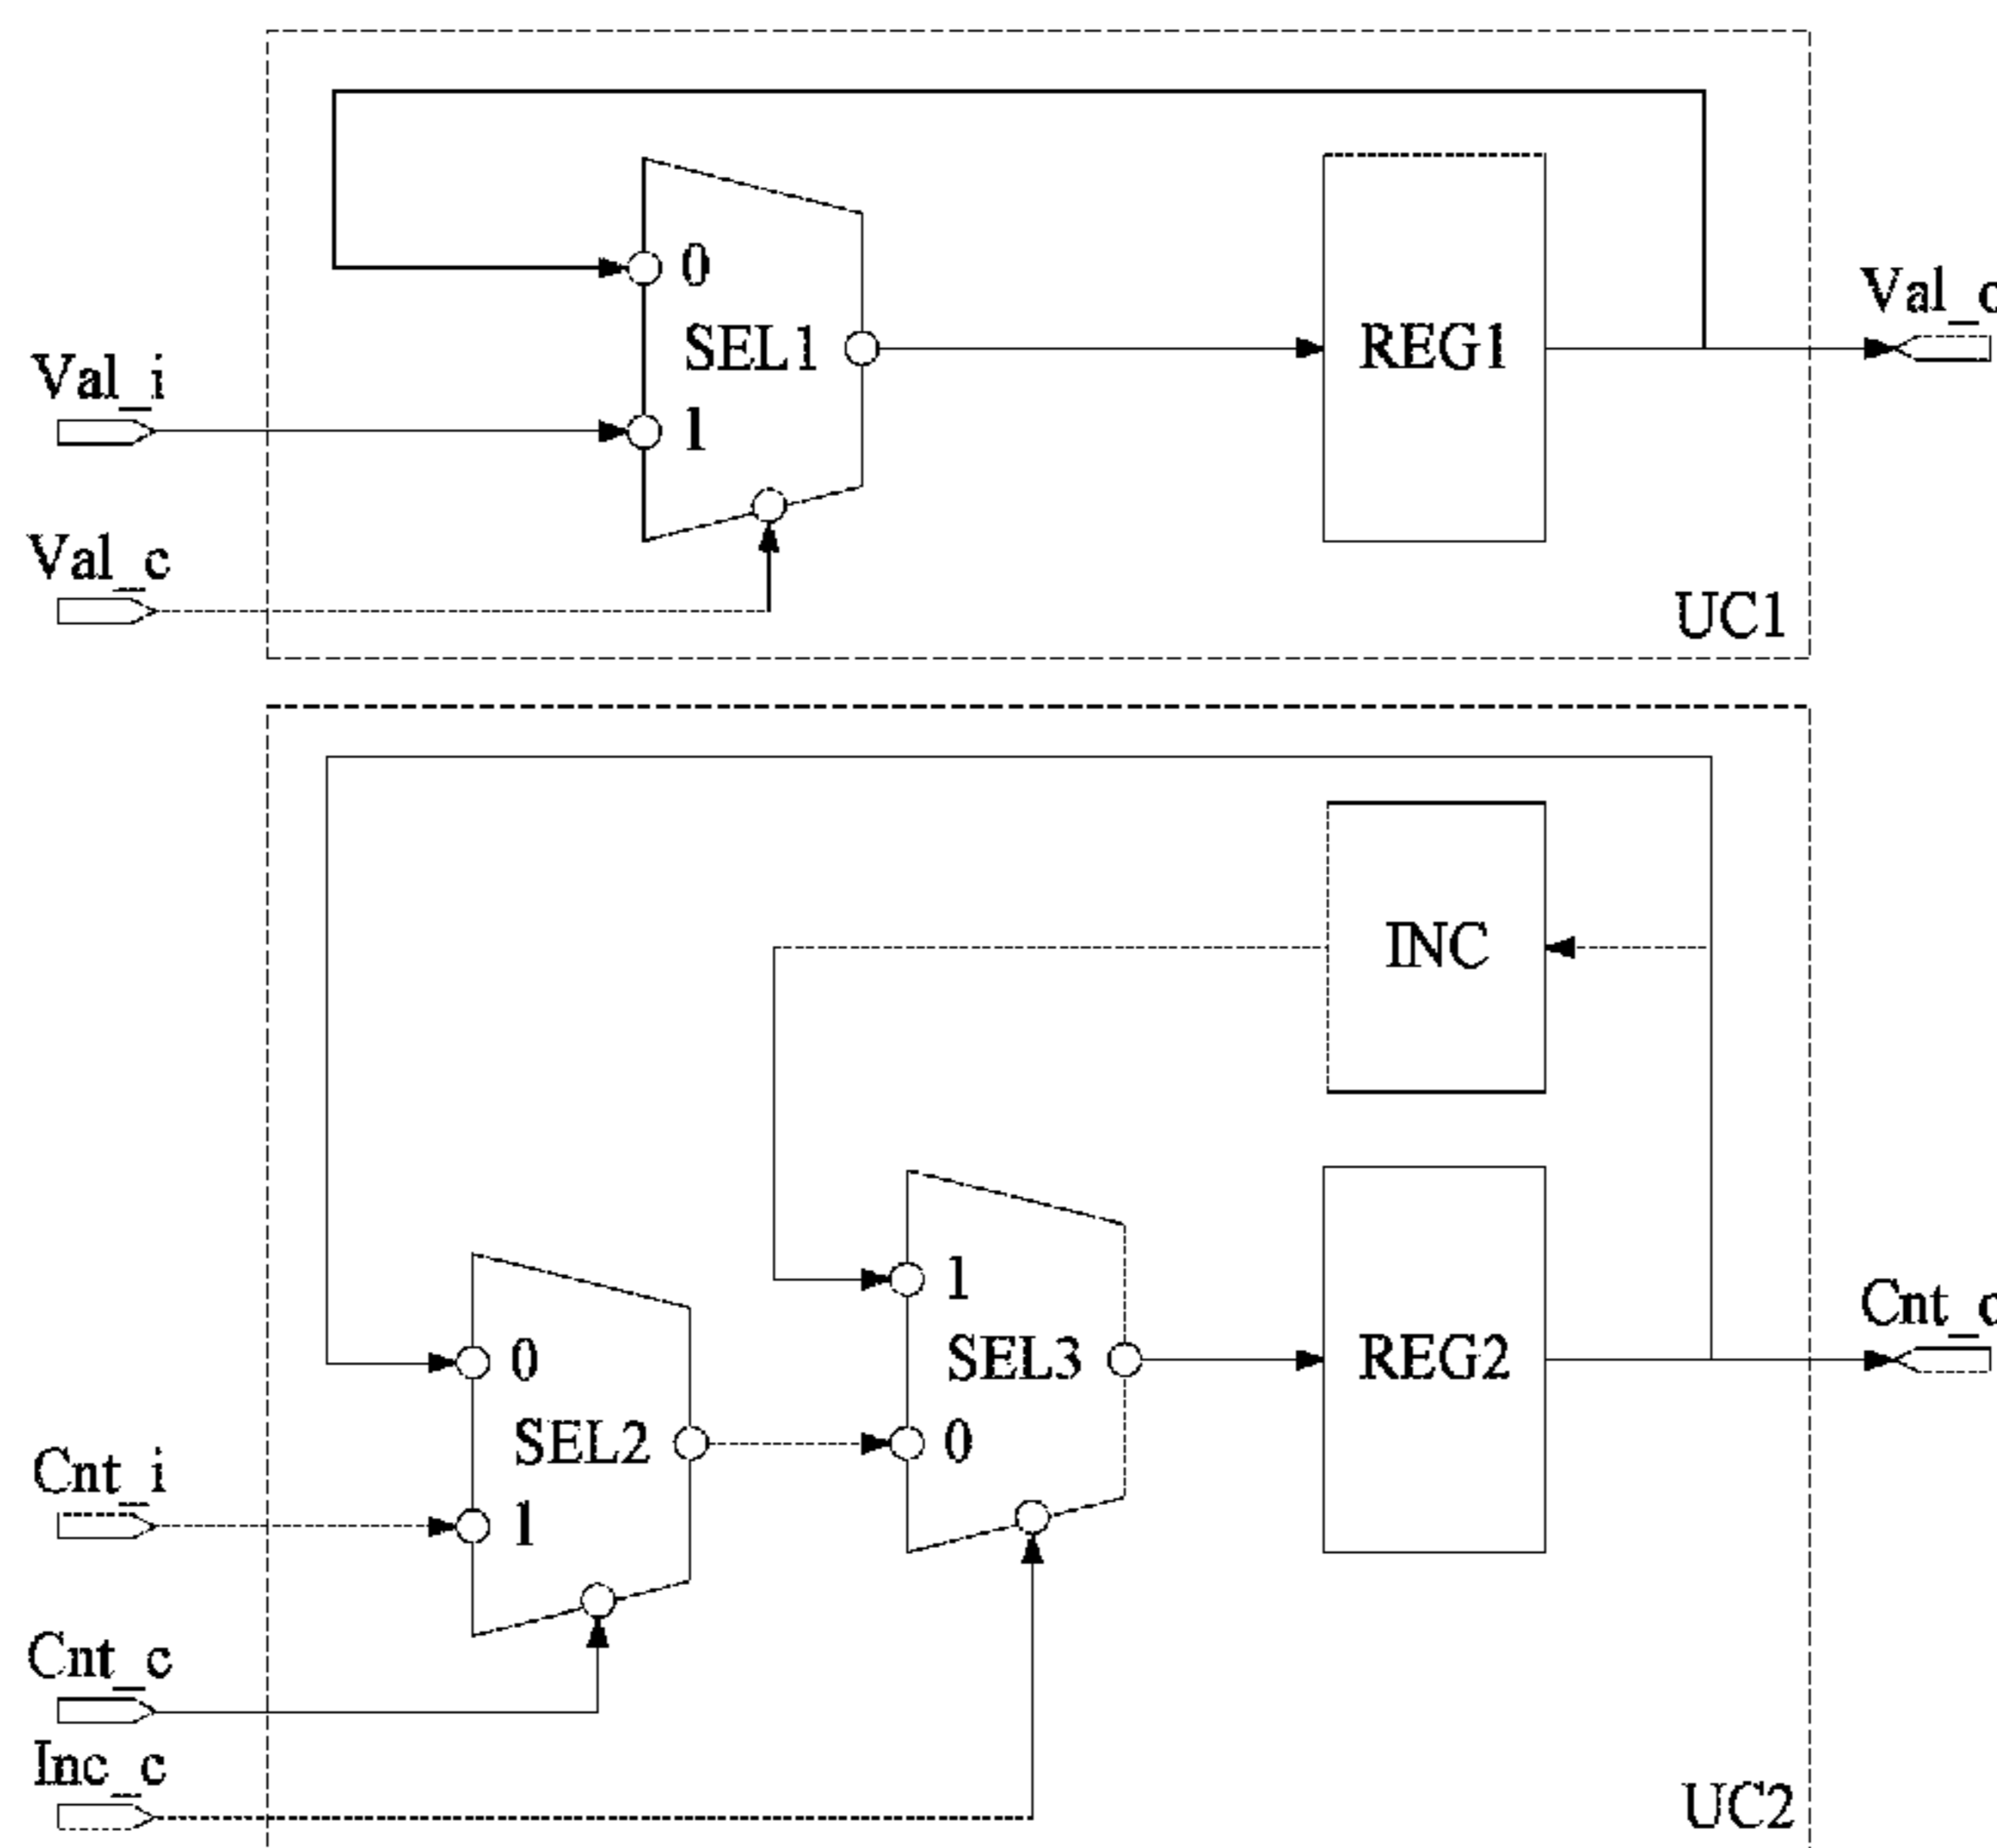 0
SEL1
REG1
Val_i
1
Val_c
UC1
INC
1
SEL3
REG2
0
SEL2
0
Cnt_i
1
Cnt_c
Inc_c
UC2